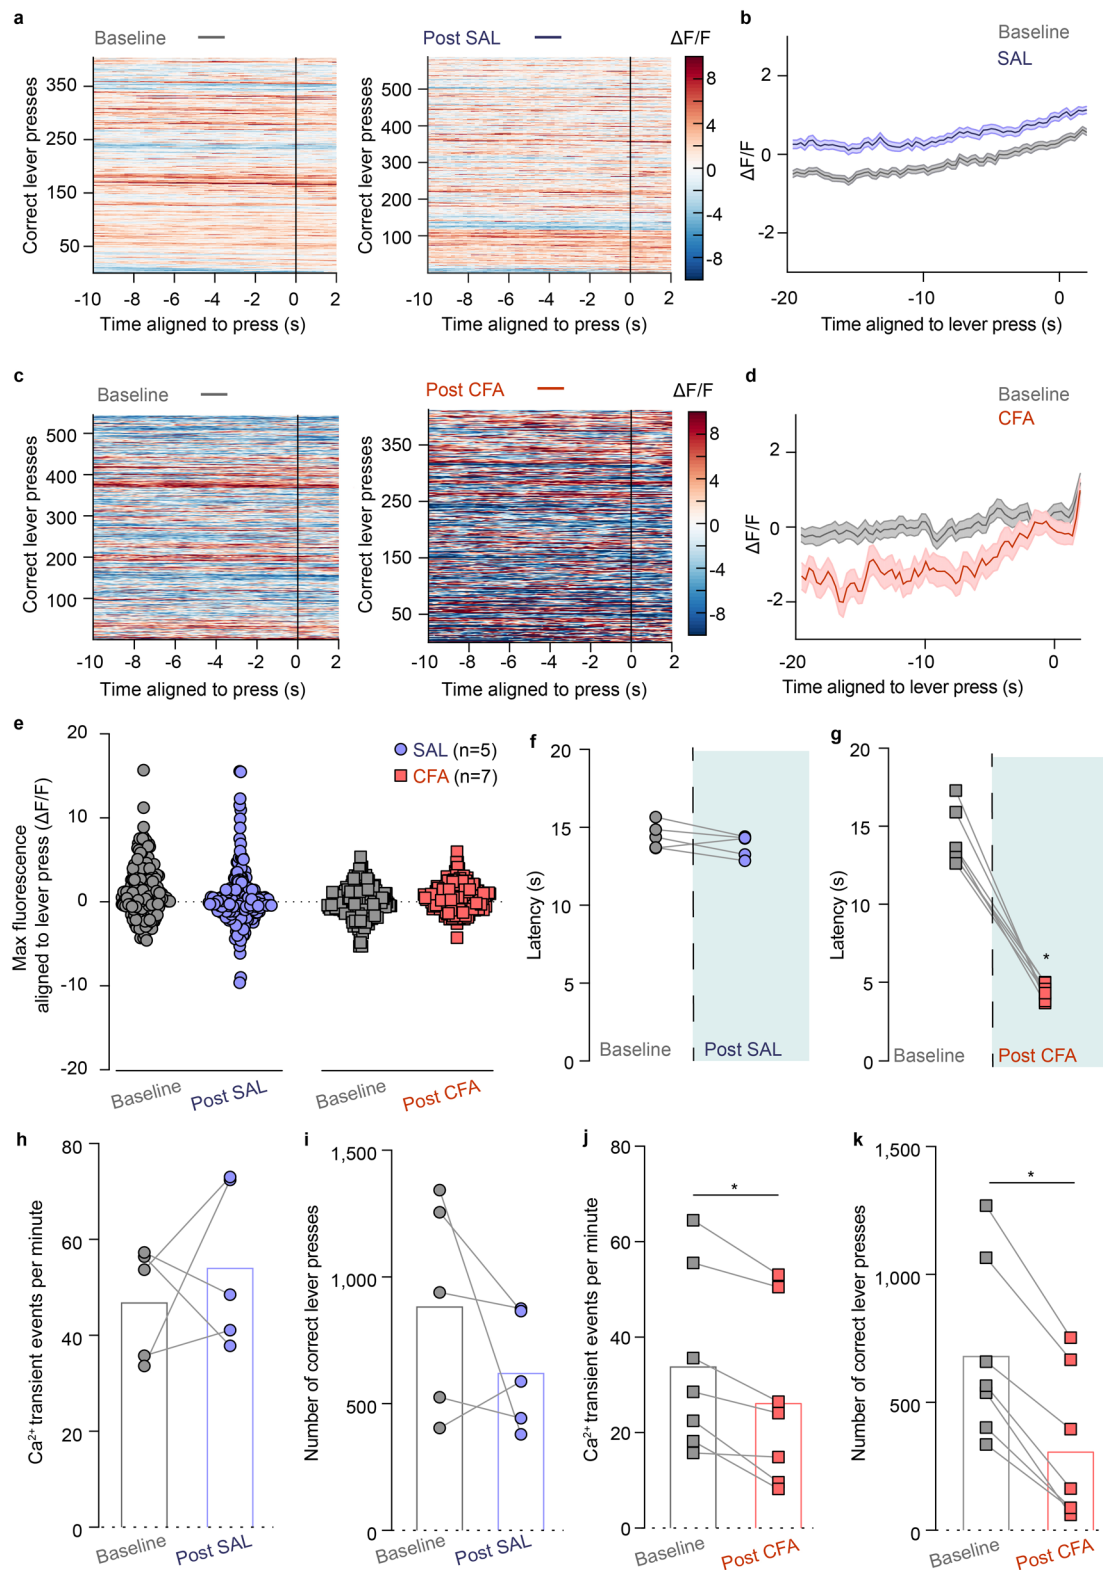 a
Baseline
Post SAL
ΔF/F
Correct lever presses
350
250
150
50
-10 -8 -6 -4 -2 0 2
Time aligned to press (s)
Correct lever presses
500
400
300
200
100
-10 -8 -6 -4 -2 0 2
Time aligned to press (s)
8
4
0
-4
-8
b
Baseline
SAL
ΔF/F
2
0
-2
-20 -10 0
Time aligned to lever press (s)
c
Baseline
Post CFA
ΔF/F
Correct lever presses
500
400
300
200
100
-10 -8 -6 -4 -2 0 2
Time aligned to press (s)
Correct lever presses
350
250
150
50
-10 -8 -6 -4 -2 0 2
Time aligned to press (s)
8
4
0
-4
-8
d
Baseline
CFA
ΔF/F
2
0
-2
-20 -10 0
Time aligned to lever press (s)
e
Max fluorescence
aligned to lever press (ΔF/F)
20
10
0
-10
-20
SAL (n=5)
CFA (n=7)
Baseline
Post SAL
Baseline
Post CFA
f
Latency (s)
20
15
10
5
0
Baseline
Post SAL
g
Latency (s)
20
15
10
5
0
*
Baseline
Post CFA
h
Ca2+ transient events per minute
80
60
40
20
0
Baseline
Post SAL
i
Number of correct lever presses
1,500
1,000
500
0
Baseline
Post SAL
j
Ca2+ transient events per minute
80
60
40
20
0
*
Baseline
Post CFA
k
Number of correct lever presses
1,500
1,000
500
0
*
Baseline
Post CFA